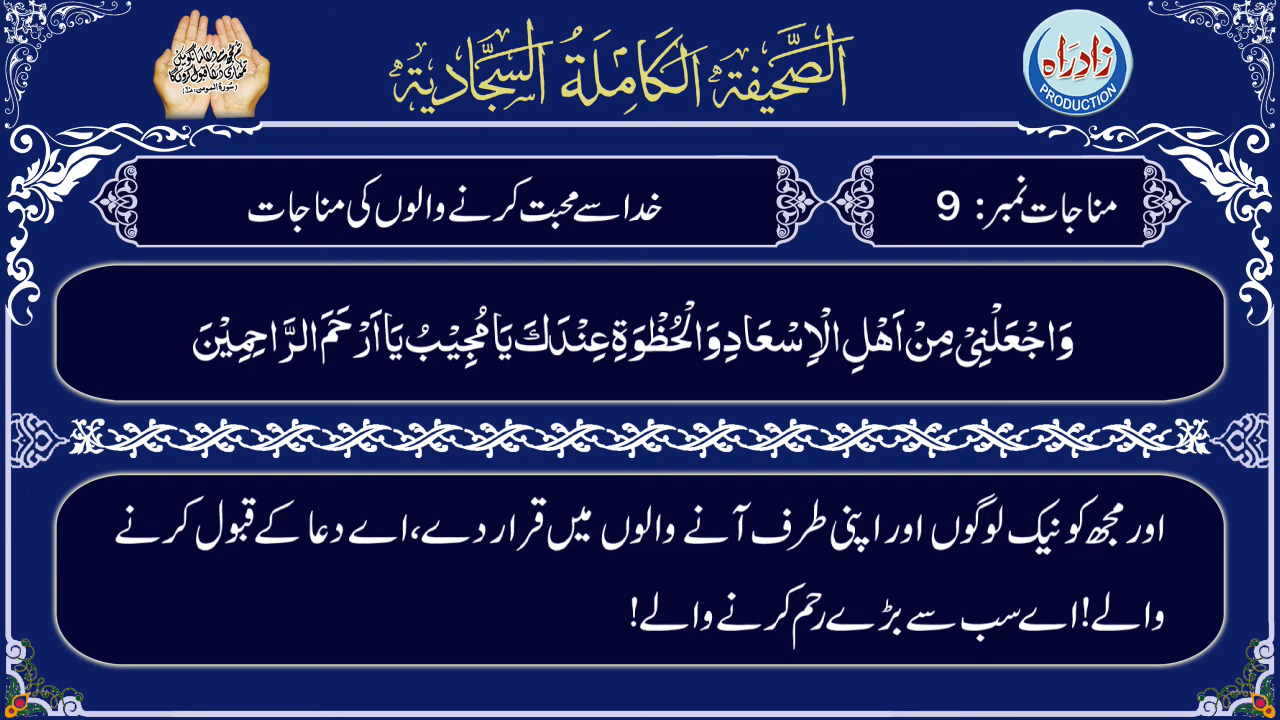 الصَّحِيفَةُ الكَامِلَةُ السَّجَّادِيَةُ
زادِرَاہ
PRODUCTION
مناجات نمبر: 9
خدا سے محبت کرنے والوں کی مناجات
وَاجْعَلْنِيْ مِنْ اَهْلِ الْاِسْعَادِ وَالْحُظْوَةِ عِنْدَكَ يَا مُجِيْبُ يَا اَرْحَمَ الرَّاحِمِيْنَ
اور مجھ کو نیک لوگوں اور اپنی طرف آنے والوں میں قرار دے، اے دعا کے قبول کرنے
والے! اے سب سے بڑے رحم کرنے والے!